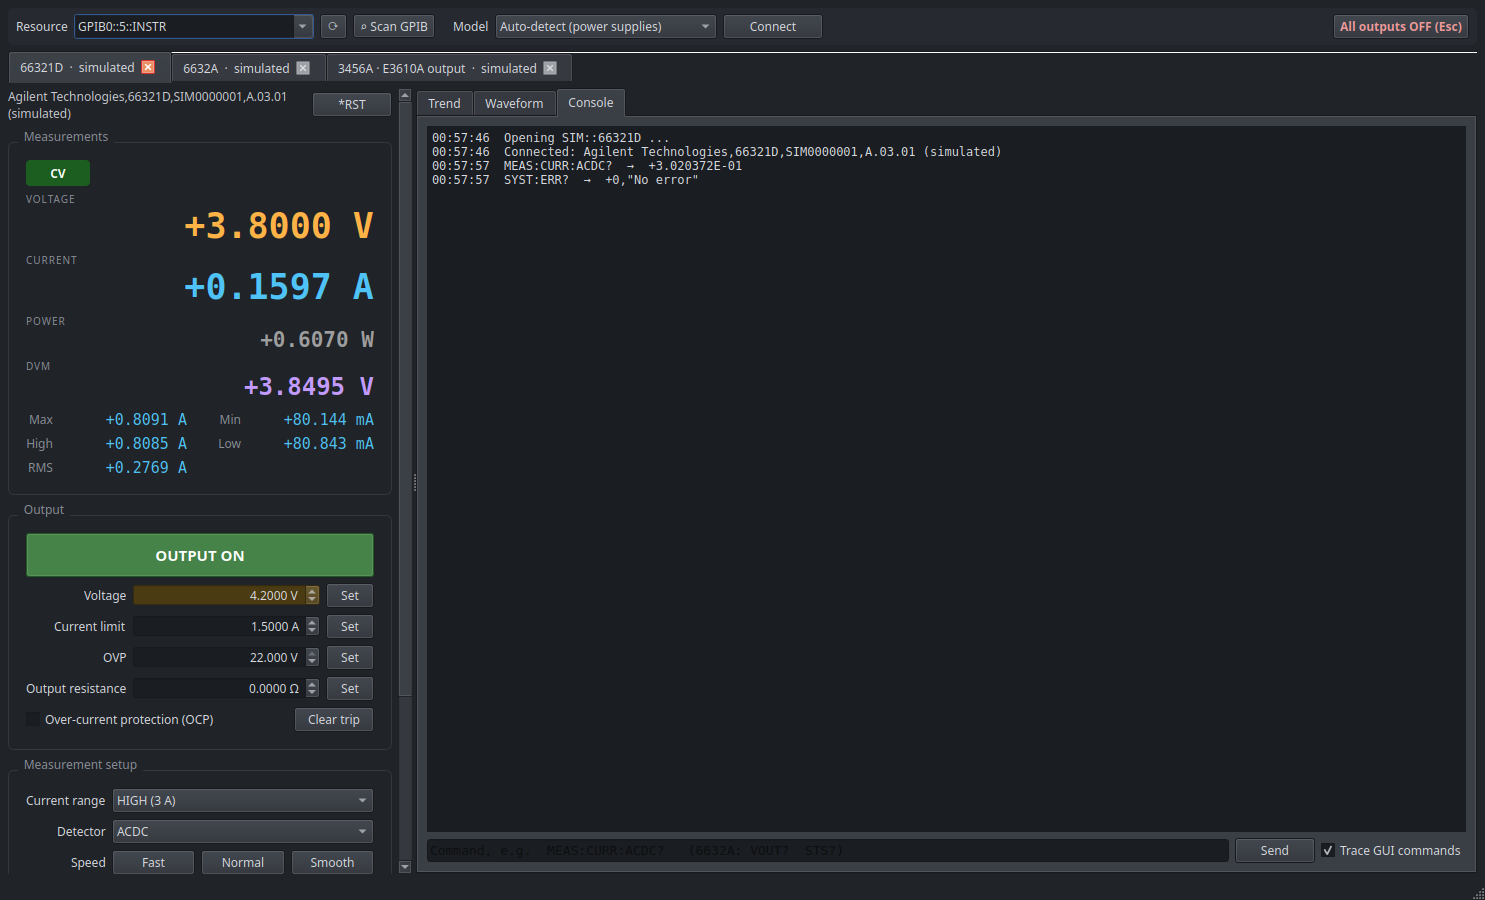 Resource GPIB0::5::INSTR ⟳ ⌕ Scan GPIB Model Auto-detect (power supplies) Connect All outputs OFF (Esc)
66321D · simulated 6632A · simulated 3456A · E3610A output · simulated
Agilent Technologies,66321D,SIM0000001,A.03.01
(simulated)
*RST
Measurements
CV
VOLTAGE
+3.8000 V
CURRENT
+0.1597 A
POWER
+0.6070 W
DVM
+3.8495 V
Max +0.8091 A Min +80.144 mA
High +0.8085 A Low +80.843 mA
RMS +0.2769 A
Output
OUTPUT ON
Voltage 4.2000 V Set
Current limit 1.5000 A Set
OVP 22.000 V Set
Output resistance 0.0000 Ω Set
Over-current protection (OCP) Clear trip
Measurement setup
Current range HIGH (3 A)
Detector ACDC
Speed Fast Normal Smooth
Trend Waveform Console
00:57:46 Opening SIM::66321D ...
00:57:46 Connected: Agilent Technologies,66321D,SIM0000001,A.03.01 (simulated)
00:57:57 MEAS:CURR:ACDC? → +3.020372E-01
00:57:57 SYST:ERR? → +0,"No error"
Command, e.g. MEAS:CURR:ACDC? (6632A: VOUT? STS?) Send Trace GUI commands